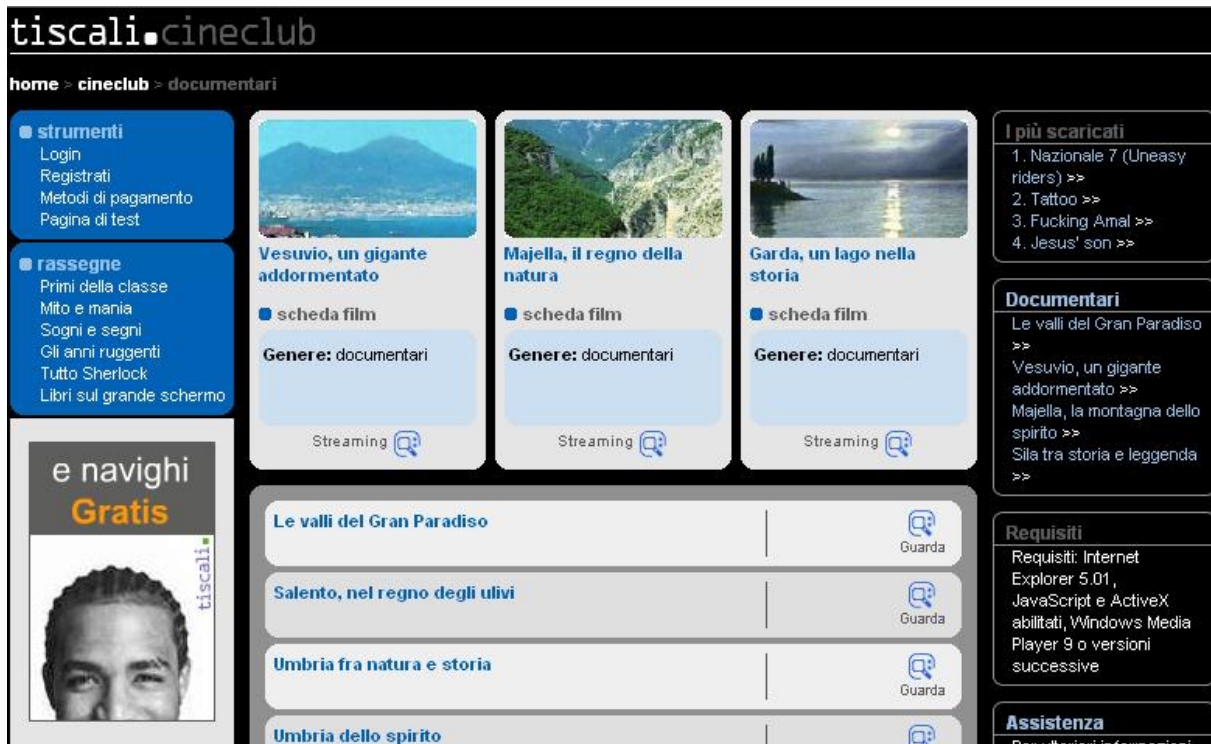 tiscali.cineclub
home > cineclub > documentari
strumenti
Login
Registrati
Metodi di pagamento
Pagina di test
rassegne
Primi della classe
Mito e mania
Sogni e segni
Gli anni ruggenti
Tutto Sherlock
Libri sul grande schermo
e navighi
Gratis
tiscali.
Vesuvio, un gigante
addormentato
scheda film
Genere: documentari
Streaming
Majella, il regno della
natura
scheda film
Genere: documentari
Streaming
Garda, un lago nella
storia
scheda film
Genere: documentari
Streaming
Le valli del Gran Paradiso
Guarda
Salento, nel regno degli ulivi
Guarda
Umbria fra natura e storia
Guarda
Umbria dello spirito
I più scaricati
1. Nazionale 7 (Uneasy
riders) >>
2. Tattoo >>
3. Fucking Amal >>
4. Jesus' son >>
Documentari
Le valli del Gran Paradiso
>>
Vesuvio, un gigante
addormentato >>
Majella, la montagna dello
spirito >>
Sila tra storia e leggenda
>>
Requisiti
Requisiti: Internet
Explorer 5.01,
JavaScript e ActiveX
abilitati, Windows Media
Player 9 o versioni
successive
Assistenza
Per ulteriori informazioni